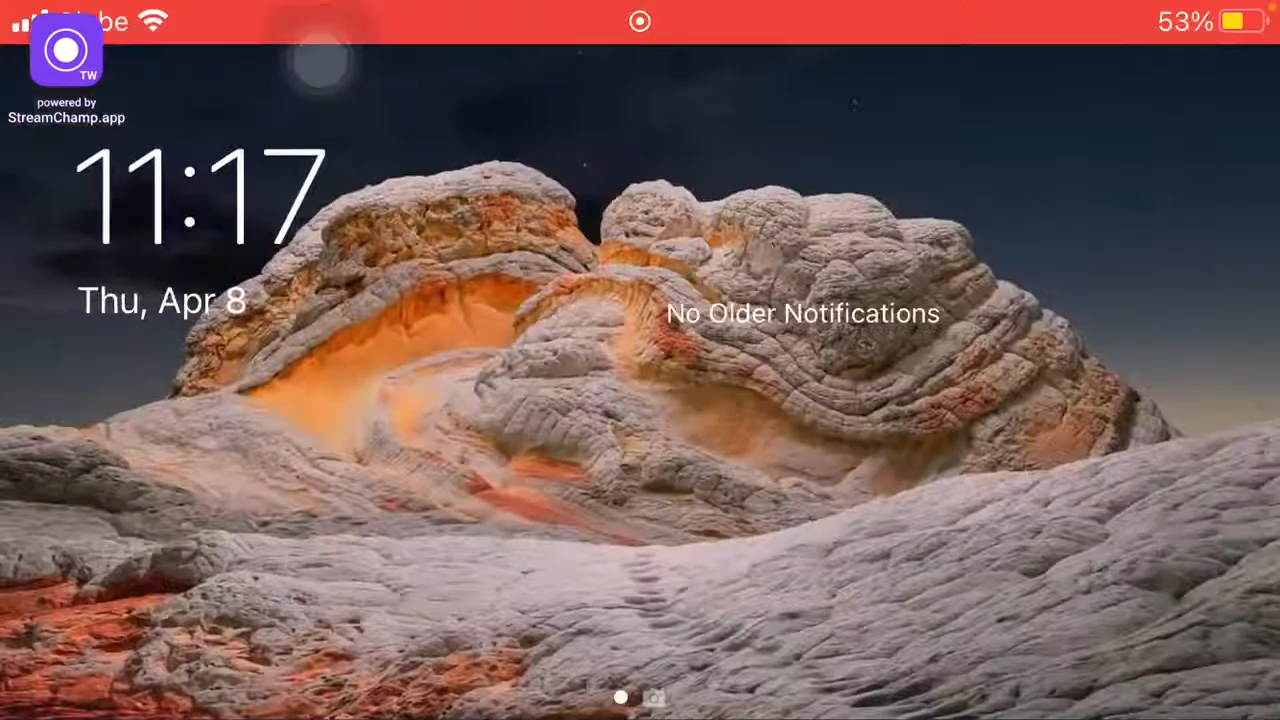 53%
TW
powered by
StreamChamp.app
11:17
Thu, Apr 8
No Older Notifications